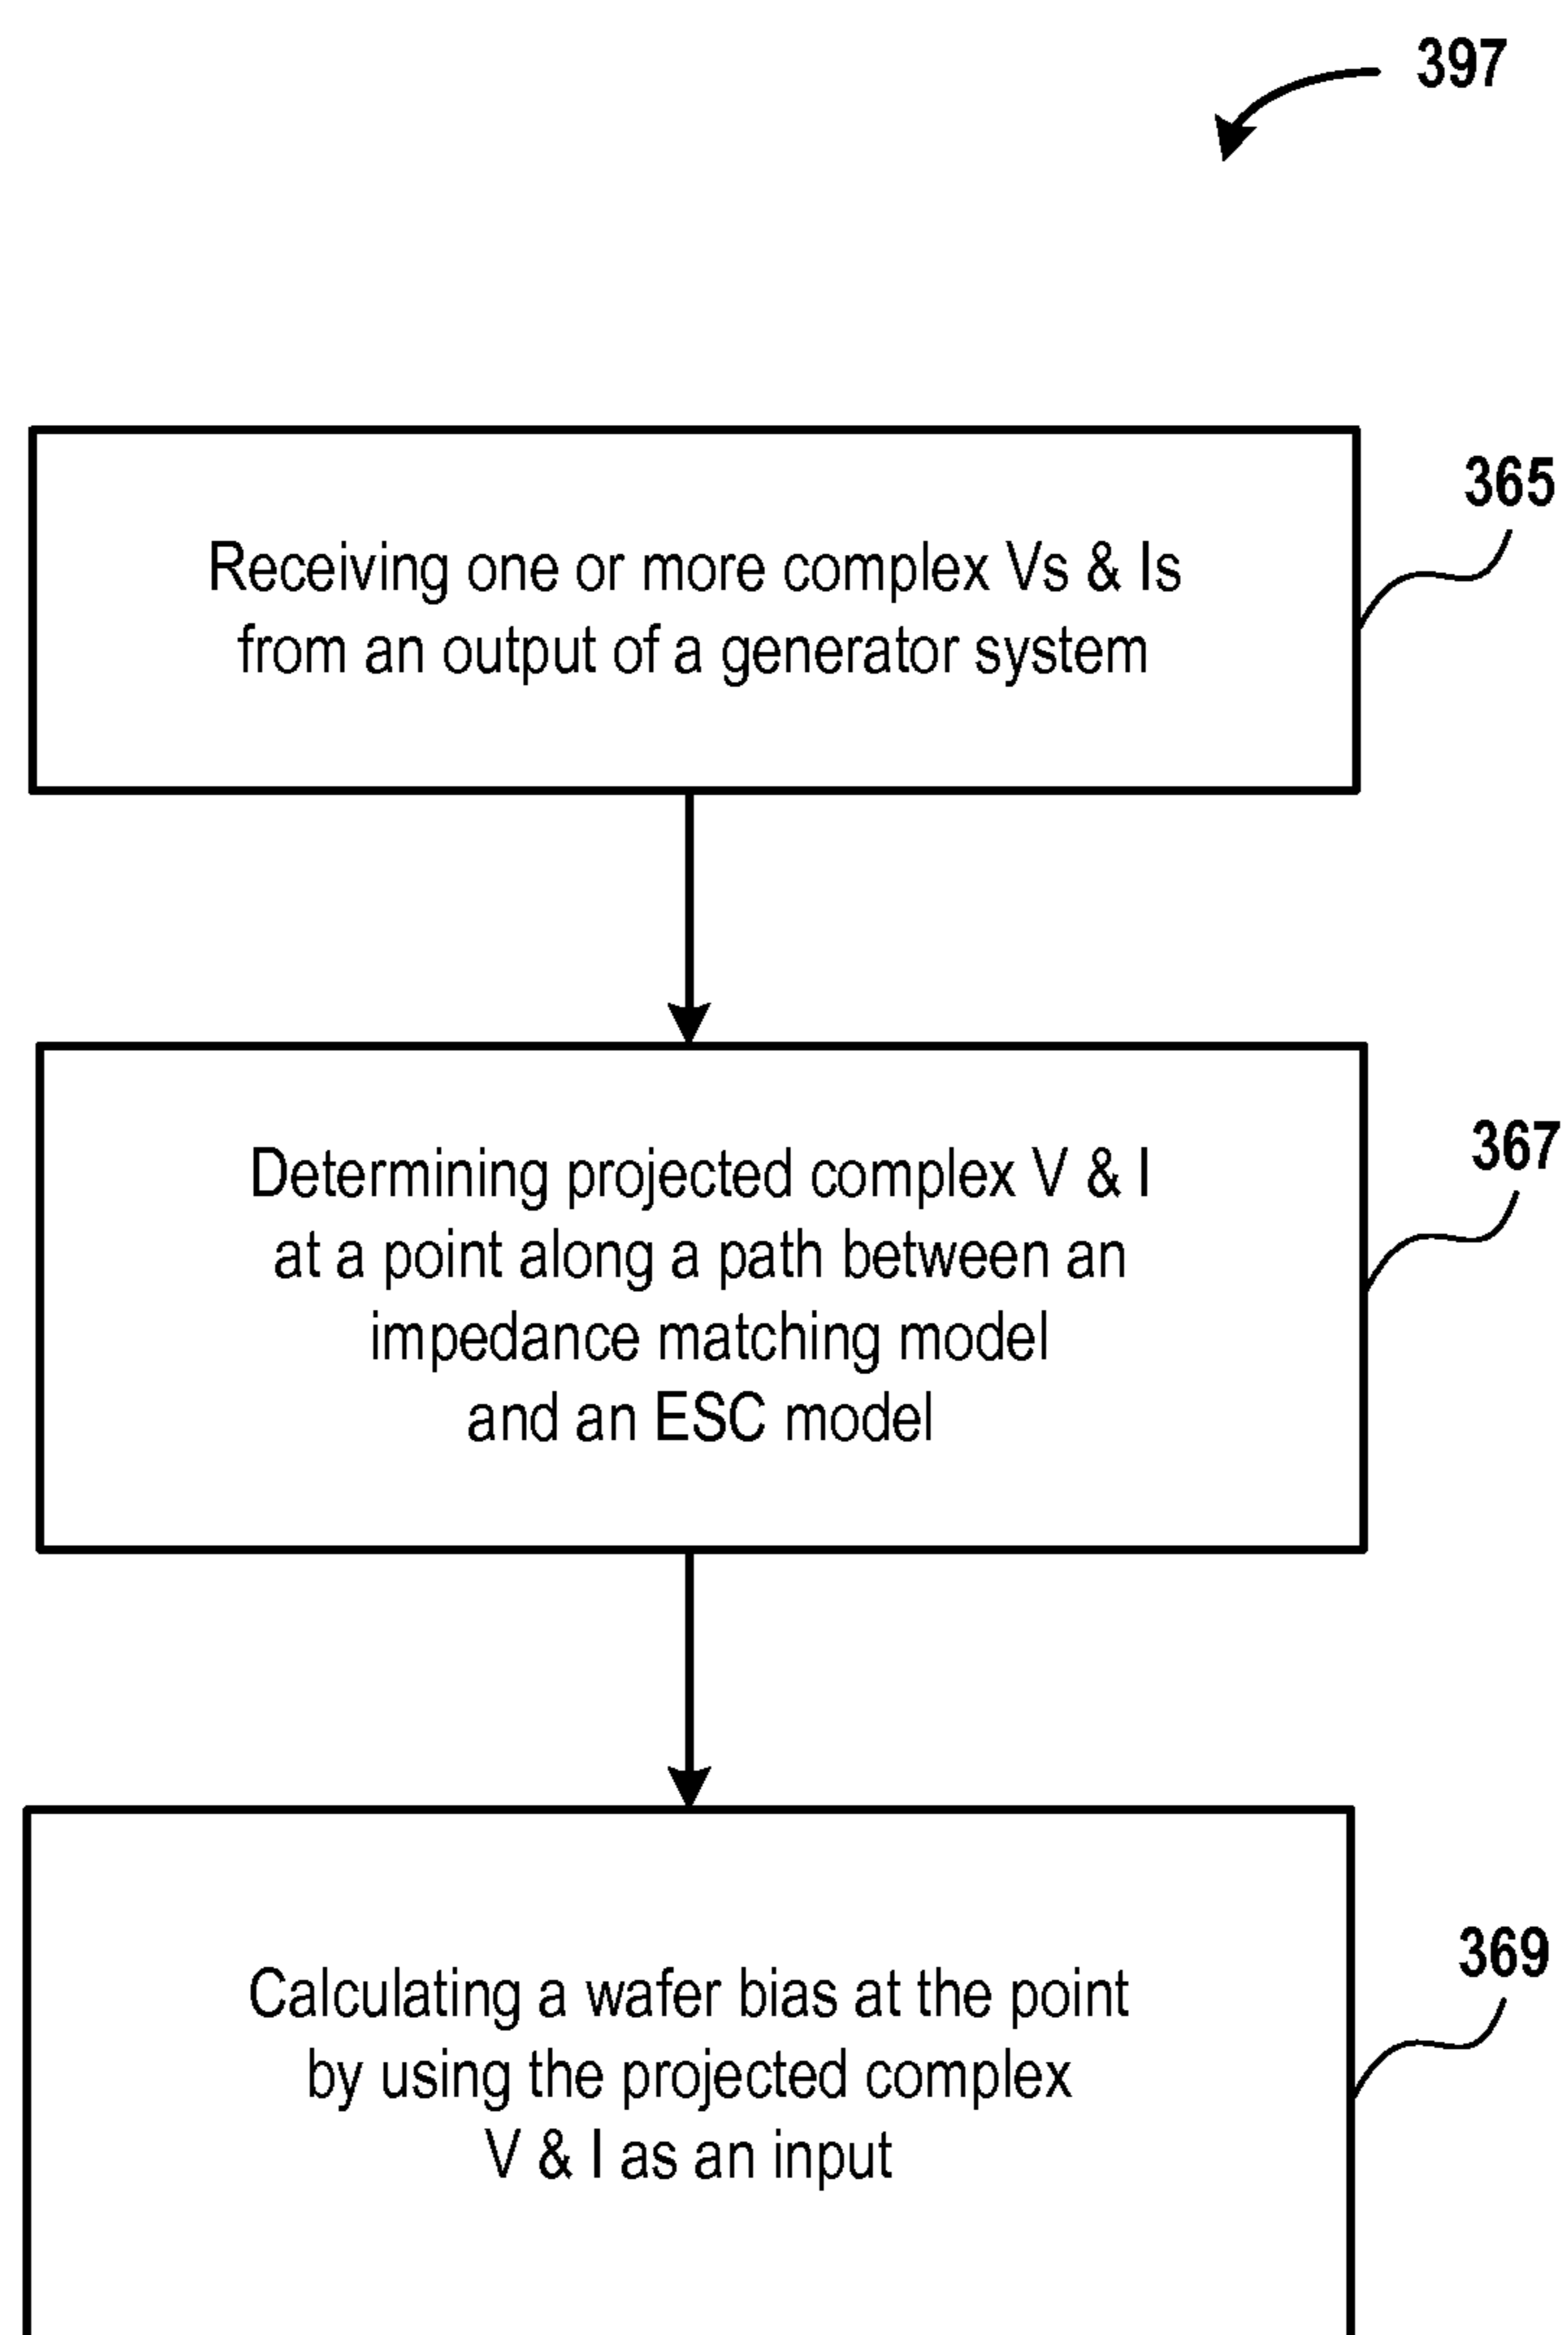 397
365
Receiving one or more complex Vs & Is
from an output of a generator system
367
Determining projected complex V & I
at a point along a path between an
impedance matching model
and an ESC model
369
Calculating a wafer bias at the point
by using the projected complex
V & I as an input